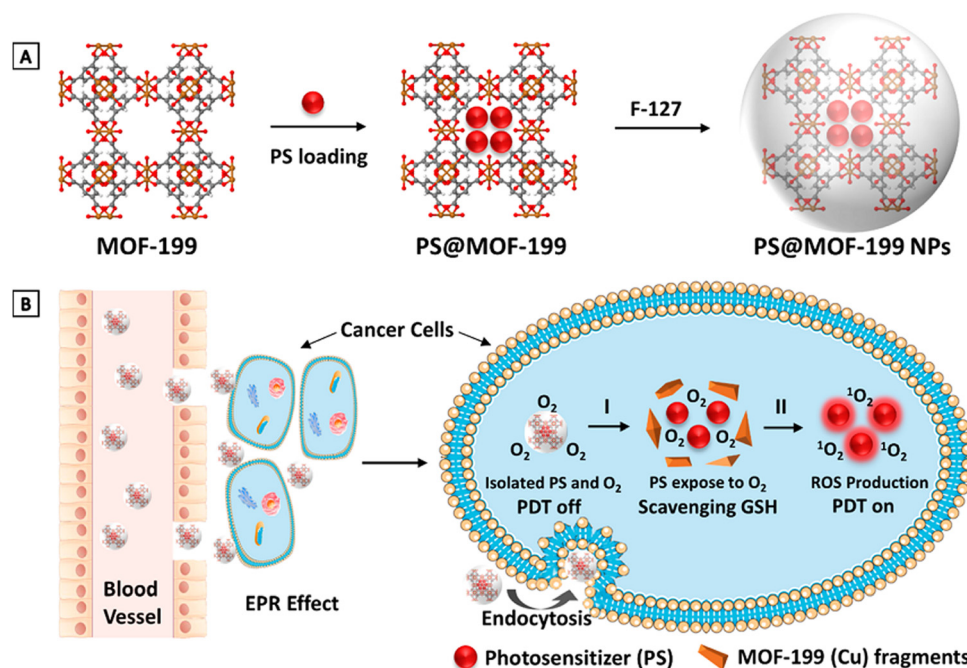 A
PS loading
F-127
MOF-199
PS@MOF-199
PS@MOF-199 NPs
B
Cancer Cells
Blood
Vessel
EPR Effect
O₂
O₂ O₂
Isolated PS and O₂
PDT off
I
O₂
O₂ O₂
PS expose to O₂
Scavenging GSH
II
¹O₂
¹O₂ ¹O₂
ROS Production
PDT on
Endocytosis
Photosensitizer (PS)
MOF-199 (Cu) fragments